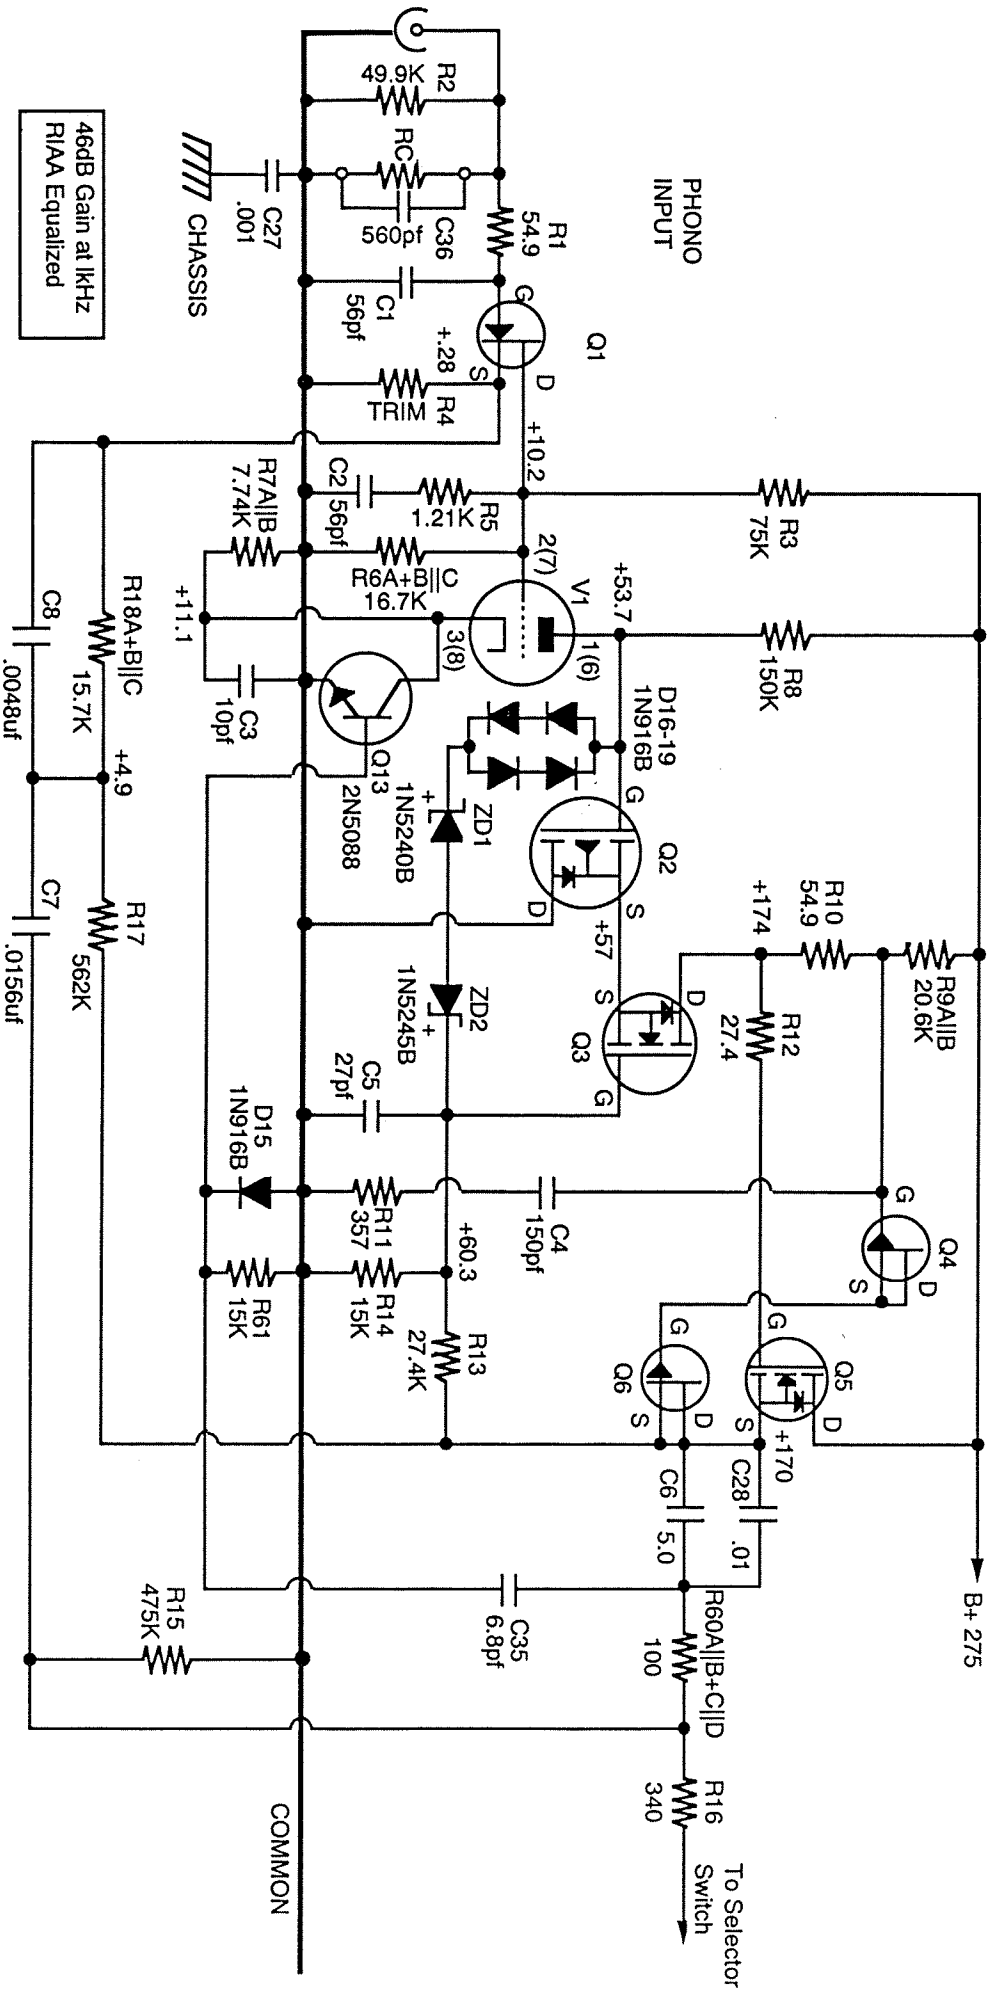 PHONO
INPUT
R2
49.9K
RC
C36
560pf
R1
54.9
C27
.001
CHASSIS
46dB Gain at IkHz
RIAA Equalized
C1
56pf
Q1
G
D
S
+.28
R4
TRIM
+10.2
R3
75K
R5
1.21K
C2
56pf
R6A+B||C
16.7K
R7A||B
7.74K
2(7)
V1
1(6)
3(8)
+53.7
R8
150K
+11.1
C3
10pf
Q13
2N5088
D16-19
1N916B
ZD1
1N5240B
+
ZD2
1N5245B
+
Q2
G
D
S
+57
Q3
S
D
G
+174
R10
54.9
R9A||B
20.6K
R12
27.4
C5
27pf
R11
357
C4
150pf
D15
1N916B
R61
15K
R14
15K
+60.3
R13
27.4K
Q4
G
S
D
Q5
G
S
D
+170
Q6
G
S
D
C28
.01
C6
5.0
C35
6.8pf
R60A||B+C||D
100
R16
340
To Selector
Switch
B+ 275
R18A+B||C
15.7K
+4.9
R17
562K
C8
.0048uf
C7
.0156uf
R15
475K
COMMON